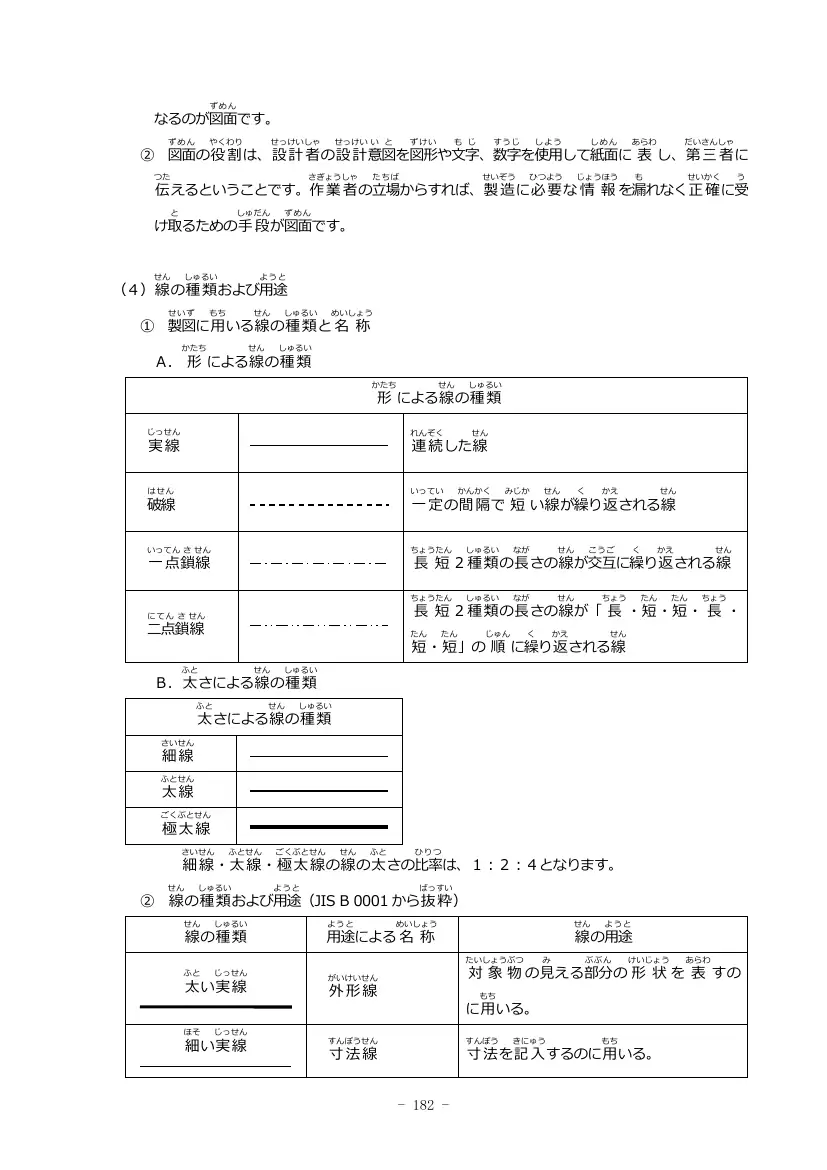 なるのが図面です。
② 図面の役割は、設計者の設計意図を図形や文字、数字を使用して紙面に表し、第三者に
伝えるということです。作業者の立場からすれば、製造に必要な情報を漏れなく正確に受
け取るための手段が図面です。
（4）線の種類および用途
① 製図に用いる線の種類と名称
A． 形による線の種類
形による線の種類
実線 連続した線
破線 一定の間隔で短い線が繰り返される線
一点鎖線 長短２種類の長さの線が交互に繰り返される線
二点鎖線 長短２種類の長さの線が「長・短・短・長・
短・短」の順に繰り返される線
B．太さによる線の種類
太さによる線の種類
細線
太線
極太線
細線・太線・極太線の線の太さの比率は、１：２：４となります。
② 線の種類および用途（JIS B 0001 から抜粋）
線の種類 用途による名称 線の用途
太い実線 外形線 対象物の見える部分の形状を表すの
に用いる。
細い実線 寸法線 寸法を記入するのに用いる。
- 182 -